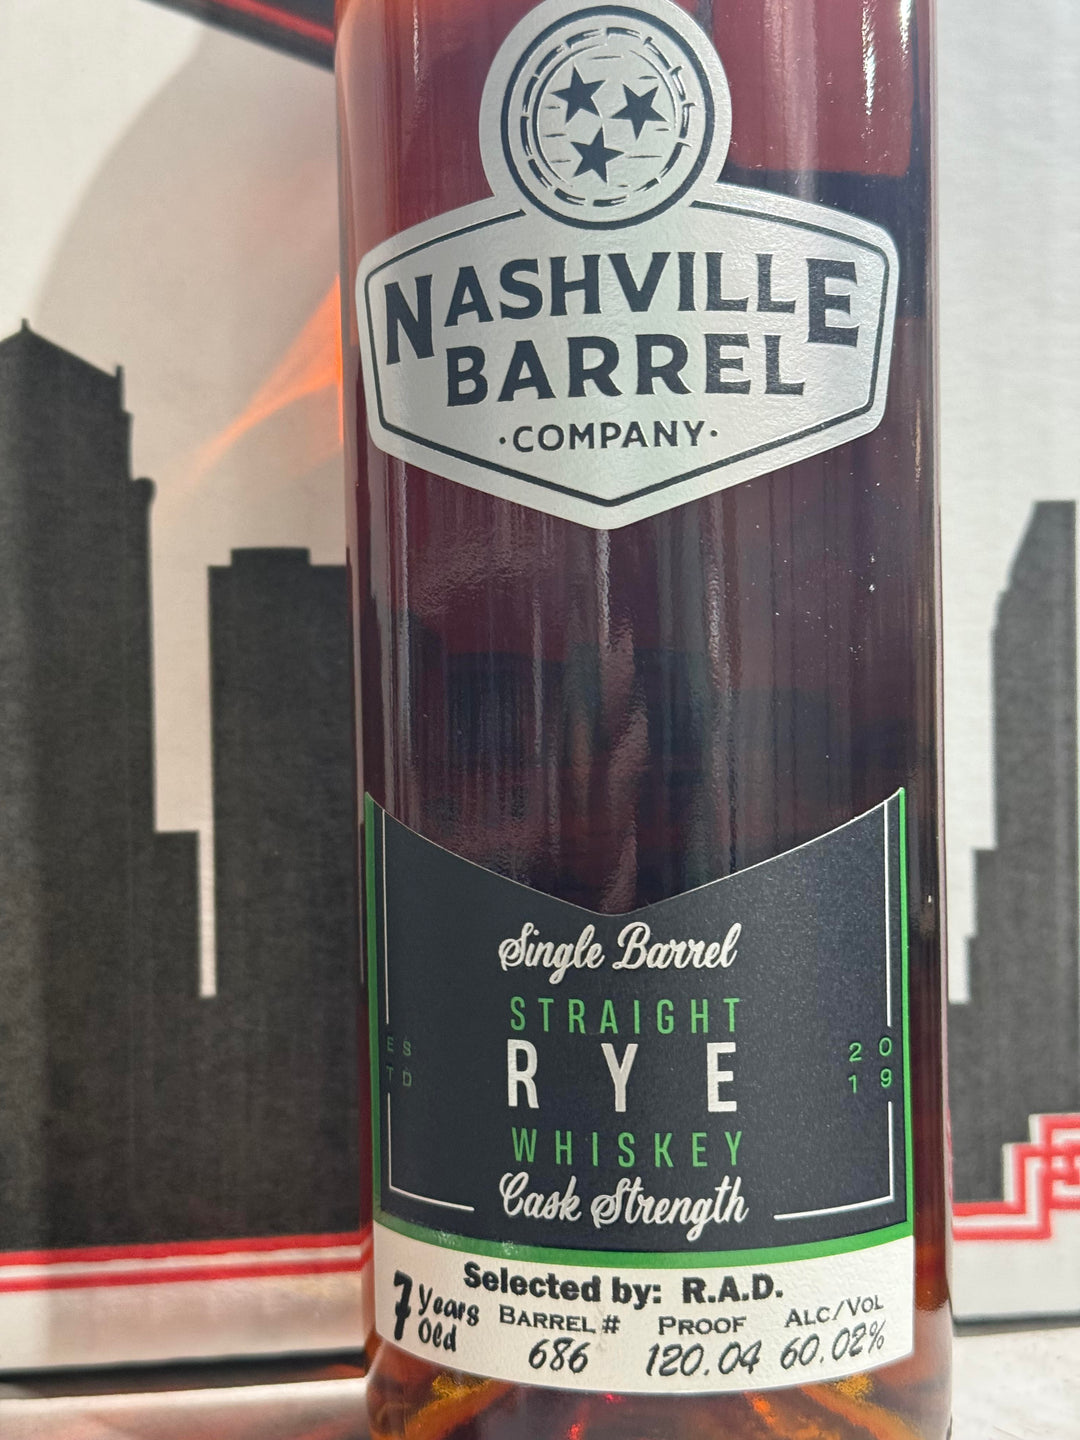 NASHVILLE
BARREL
·COMPANY·
Single Barrel
STRAIGHT
RYE
WHISKEY
Cask Strength
ES
TD
20
19
Selected by: R.A.D.
7 Years Old
BARREL # 686
PROOF 120.04
ALC/VOL 60.02%